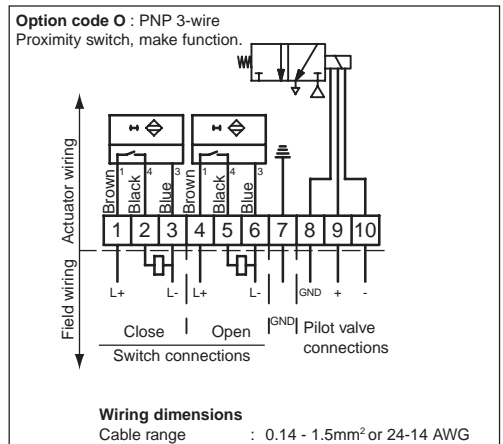 Option code O : PNP 3-wire
Proximity switch, make function.
Actuator wiring
Brown 1 Black 4 Blue 3 Brown 1 Black 4 Blue 3
1 2 3 4 5 6 7 8 9 10
Field wiring
L+ L- L+ L- GND GND + -
Close Open Pilot valve
Switch connections connections
Wiring dimensions
Cable range : 0.14 - 1.5mm² or 24-14 AWG